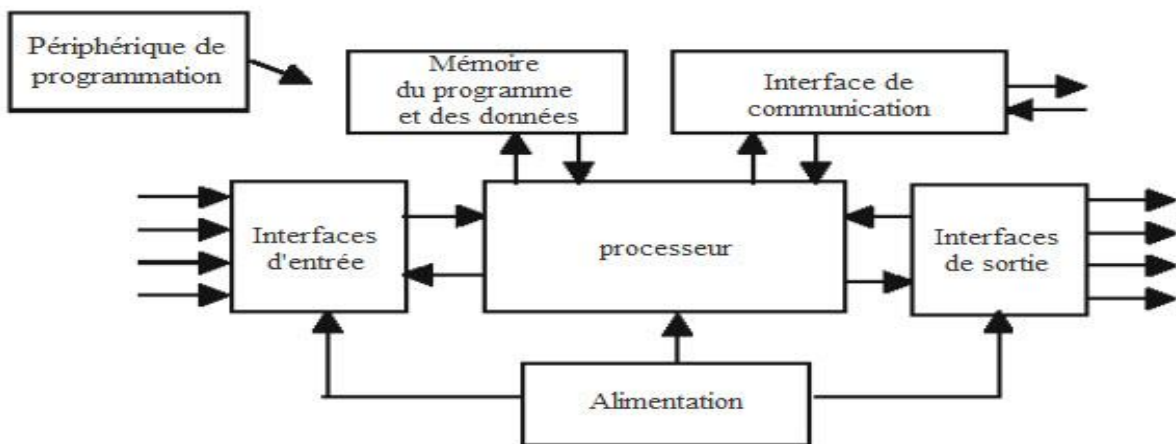 Périphérique de
programmation
Mémoire
du programme
et des données
Interface de
communication
Interfaces
d'entrée
processeur
Interfaces
de sortie
Alimentation